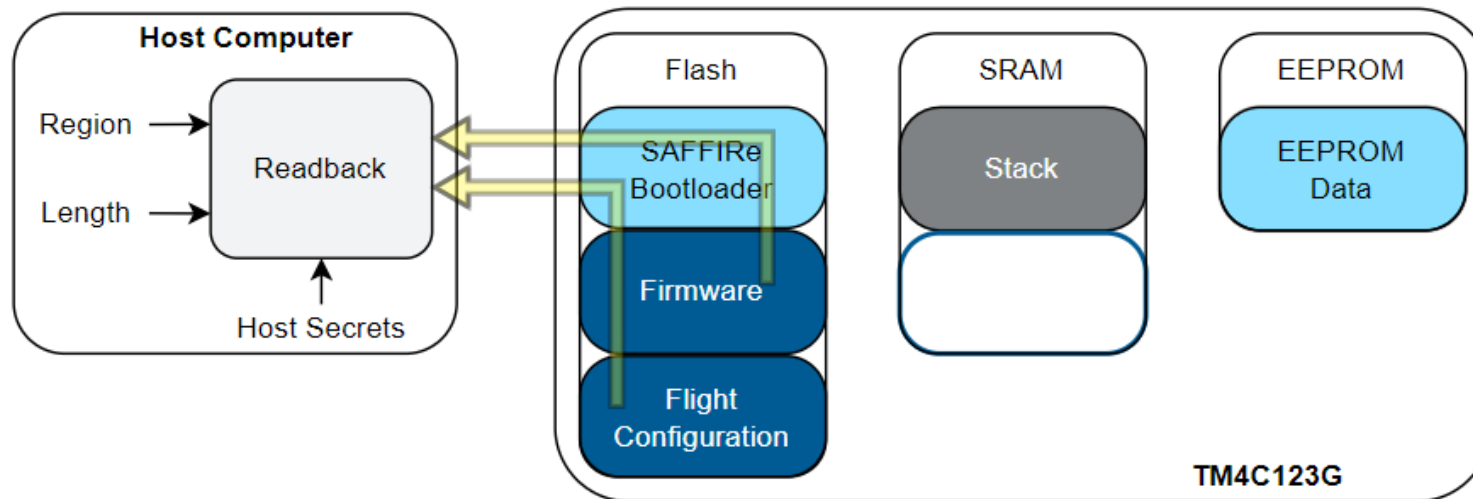 Host Computer
Region
Length
Readback
Host Secrets
Flash
SAFFIRe
Bootloader
Firmware
Flight
Configuration
SRAM
Stack
EEPROM
EEPROM
Data
TM4C123G